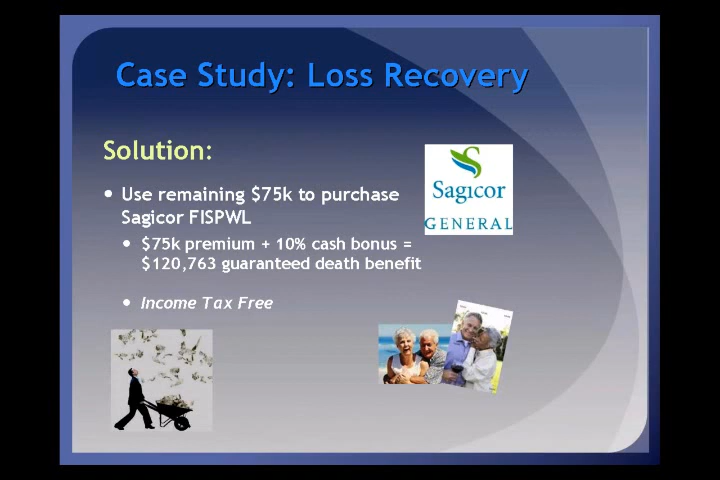 Case Study: Loss Recovery
Solution:
• Use remaining $75k to purchase
Sagicor FISPWL
• $75k premium + 10% cash bonus =
$120,763 guaranteed death benefit
• Income Tax Free
Sagicor
GENERAL